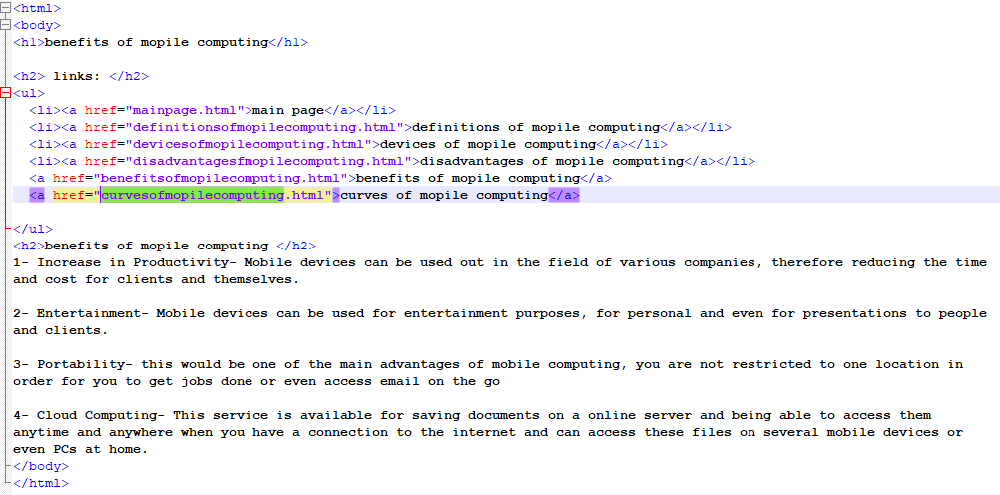 <html>
<body>
<h1>benefits of mopile computing</h1>
<h2> links: </h2>
<ul>
<li><a href="mainpage.html">main page</a></li>
<li><a href="definitionsofmopilecomputing.html">definitions of mopile computing</a></li>
<li><a href="devicesofmopilecomputing.html">devices of mopile computing</a></li>
<li><a href="disadvantagesfmopilecomputing.html">disadvantages of mopile computing</a></li>
<a href="benefitsofmopilecomputing.html">benefits of mopile computing</a>
<a href="curvesofmopilecomputing.html">curves of mopile computing</a>
</ul>
<h2>benefits of mopile computing </h2>
1- Increase in Productivity- Mobile devices can be used out in the field of various companies, therefore reducing the time
and cost for clients and themselves.
2- Entertainment- Mobile devices can be used for entertainment purposes, for personal and even for presentations to people
and clients.
3- Portability- this would be one of the main advantages of mobile computing, you are not restricted to one location in
order for you to get jobs done or even access email on the go
4- Cloud Computing- This service is available for saving documents on a online server and being able to access them
anytime and anywhere when you have a connection to the internet and can access these files on several mobile devices or
even PCs at home.
</body>
</html>